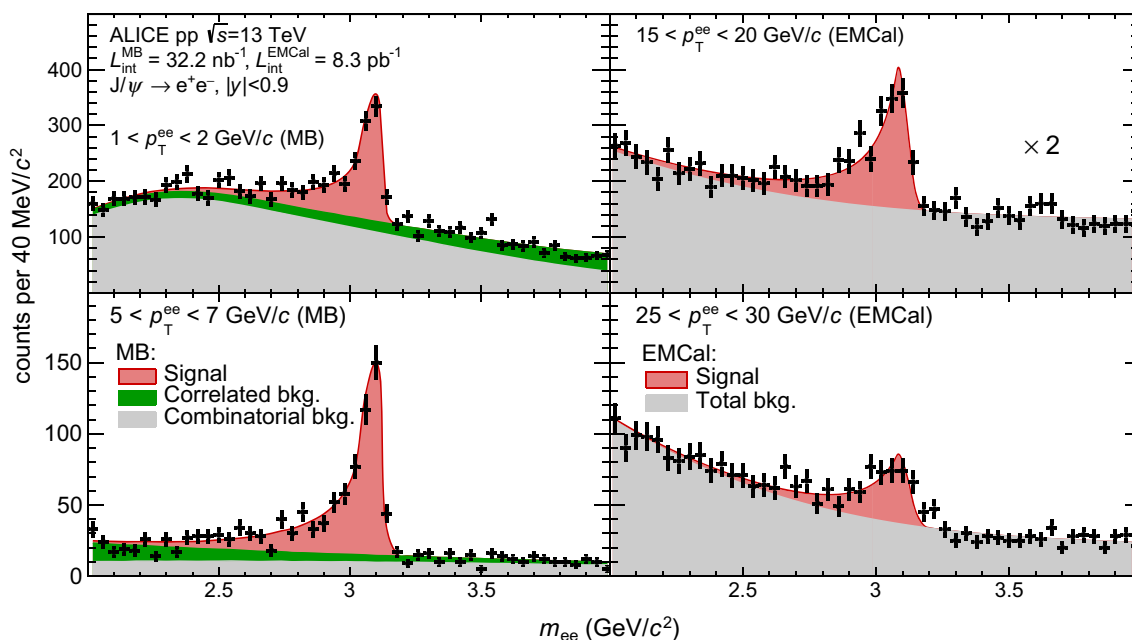 ALICE pp √s=13 TeV
L_int^MB = 32.2 nb⁻¹, L_int^EMCal = 8.3 pb⁻¹
J/ψ → e⁺e⁻, |y|<0.9
1 < p_T^ee < 2 GeV/c (MB)
15 < p_T^ee < 20 GeV/c (EMCal)
× 2
400
300
200
100
counts per 40 MeV/c²
5 < p_T^ee < 7 GeV/c (MB)
MB:
Signal
Correlated bkg.
Combinatorial bkg.
25 < p_T^ee < 30 GeV/c (EMCal)
EMCal:
Signal
Total bkg.
150
100
50
0
2.5 3 3.5 2.5 3 3.5
m_ee (GeV/c²)